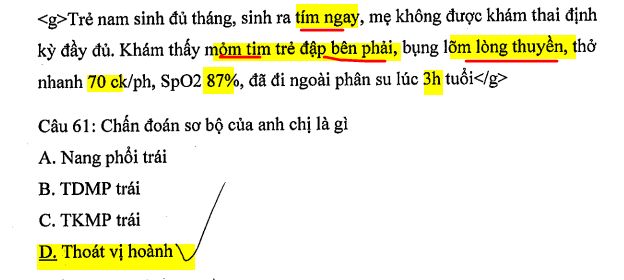 <g>Trẻ nam sinh đủ tháng, sinh ra tím ngay, mẹ không được khám thai định
kỳ đầy đủ. Khám thấy mỏm tim trẻ đập bên phải, bụng lõm lòng thuyền, thở
nhanh 70 ck/ph, SpO2 87%, đã đi ngoài phân su lúc 3h tuổi</g>
Câu 61: Chấn đoán sơ bộ của anh chị là gì
A. Nang phổi trái
B. TDMP trái
C. TKMP trái
D. Thoát vị hoành